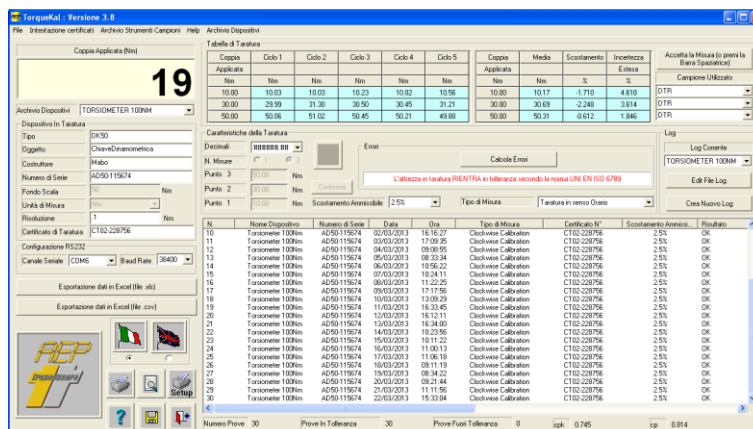 TorqueKal : Versione 3.8
File Intestazione certificati Archivio Strumenti Campioni Help Archivio Dispositivi
Coppia Applicata (Nm)
19
Archivio Dispositivi TORSIOMETER 100NM
Dispositivo In Taratura
Tipo DK50
Oggetto ChiaveDinamometrica
Costruttore Mabo
Numero di Serie AD50-115674
Fondo Scala 50 Nm
Unità di Misura Nm
Risoluzione .1 Nm
Certificato di Taratura CT02-228756
Configurazione RS232
Canale Seriale COM6 Baud Rate 38400
Esportazione dati in Excel (file .xls)
Esportazione dati in Excel (file .csv)
AEP
transducers
Setup
Tabella di Taratura
Coppia Ciclo 1 Ciclo 2 Ciclo 3 Ciclo 4 Ciclo 5
Applicata
Nm Nm Nm Nm Nm Nm
10.00 10.03 10.03 10.23 10.02 10.56
30.00 29.99 31.30 30.50 30.45 31.21
50.00 50.06 51.02 50.45 50.21 49.80
Coppia Media Scostamento Incertezza
Applicata Estesa
Nm Nm % %
10.00 10.17 -1.710 4.618
30.00 30.69 -2.248 3.614
50.00 50.31 -0.612 1.846
Accetta la Misura (o premi la
Barra Spaziatrice)
Campione Utilizzato
DTR
DTR
DTR
Caratteristiche della Taratura
Decimali ######.##
N. Misure 1 2
Punto 3 50.00 Nm
Punto 2 30.00 Nm
Punto 1 10.00 Nm
Conferma
Errori
Calcola Errori
L'attrezzo in taratura RIENTRA in tolleranza secondo la norma UNI EN ISO 6789
Scostamento Ammissibile 2.5% Tipo di Misura Taratura in senso Orario
Log
Log Corrente
TORSIOMETER 100NM
Edit File Log
Crea Nuovo Log
N. Nome Dispositivo Numero di Serie Data Ora Tipo di Misura Certificato N° Scostamento Ammissi... Risultato
10 Torsiometer 100Nm AD50-115674 02/03/2013 16:16:27 Clockwise Calibration CT02-228756 2.5% OK
11 Torsiometer 100Nm AD50-115674 03/03/2013 17:09:35 Clockwise Calibration CT02-228756 2.5% OK
12 Torsiometer 100Nm AD50-115674 04/03/2013 09:08:55 Clockwise Calibration CT02-228756 2.5% OK
13 Torsiometer 100Nm AD50-115674 05/03/2013 08:33:34 Clockwise Calibration CT02-228756 2.5% OK
14 Torsiometer 100Nm AD50-115674 06/03/2013 10:56:22 Clockwise Calibration CT02-228756 2.5% OK
15 Torsiometer 100Nm AD50-115674 07/03/2013 10:24:11 Clockwise Calibration CT02-228756 2.5% OK
16 Torsiometer 100Nm AD50-115674 08/03/2013 11:22:25 Clockwise Calibration CT02-228756 2.5% OK
17 Torsiometer 100Nm AD50-115674 09/03/2013 17:17:56 Clockwise Calibration CT02-228756 2.5% OK
18 Torsiometer 100Nm AD50-115674 10/03/2013 13:09:29 Clockwise Calibration CT02-228756 2.5% OK
19 Torsiometer 100Nm AD50-115674 11/03/2013 16:33:45 Clockwise Calibration CT02-228756 2.5% OK
20 Torsiometer 100Nm AD50-115674 12/03/2013 16:12:11 Clockwise Calibration CT02-228756 2.5% OK
21 Torsiometer 100Nm AD50-115674 13/03/2013 16:34:00 Clockwise Calibration CT02-228756 2.5% OK
22 Torsiometer 100Nm AD50-115674 14/03/2013 10:23:56 Clockwise Calibration CT02-228756 2.5% OK
23 Torsiometer 100Nm AD50-115674 15/03/2013 10:11:22 Clockwise Calibration CT02-228756 2.5% OK
24 Torsiometer 100Nm AD50-115674 16/03/2013 11:00:13 Clockwise Calibration CT02-228756 2.5% OK
25 Torsiometer 100Nm AD50-115674 17/03/2013 11:06:18 Clockwise Calibration CT02-228756 2.5% OK
26 Torsiometer 100Nm AD50-115674 18/03/2013 09:11:19 Clockwise Calibration CT02-228756 2.5% OK
27 Torsiometer 100Nm AD50-115674 19/03/2013 08:34:22 Clockwise Calibration CT02-228756 2.5% OK
28 Torsiometer 100Nm AD50-115674 20/03/2013 09:21:44 Clockwise Calibration CT02-228756 2.5% OK
29 Torsiometer 100Nm AD50-115674 21/03/2013 11:11:56 Clockwise Calibration CT02-228756 2.5% OK
30 Torsiometer 100Nm AD50-115674 22/03/2013 15:33:04 Clockwise Calibration CT02-228756 2.5% OK
Numero Prove 30 Prove In Tolleranza 30 Prove Fuori Tolleranza 0 cpk 0.745 cp 0.814